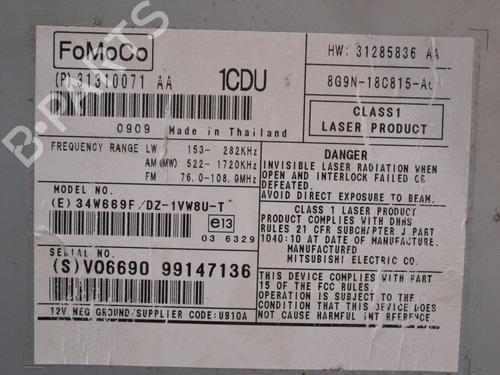 FoMoCo
HW: 31285836 AA
(P) 31310071 AA
1CDU
8G9N-18C815-A
0909 Made in Thailand
CLASS1
LASER PRODUCT
FREQUENCY RANGE LW 153- 282KHz
AM(MW) 522- 1720KHz
FM 76.0-108.0MHz
MODEL NO.
(E) 34W669F/DZ-1VW8U-T
e13
03 6329
SERIAL NO.
(S)V06690 99147136
12V NEG GROUND/SUPPLIER CODE:U910A
DANGER
INVISIBLE LASER RADIATION WHEN
OPEN AND INTERLOCK FAILED OR
DEFEATED.
AVOID DIRECT EXPOSURE TO BEAM.
CLASS 1 LASER PRODUCT
PRODUCT COMPLIES WITH DHHS
RULES 21 CFR SUBCHPTER J PART
1040:10 AT DATE OF MANUFACTURE.
MANUFACTURED
MITSUBISHI ELECTRIC CO.
THIS DEVICE COMPLIES WITH PART
15 OF THE FCC RULES.
OPERATION IS SUBJECT TO THE
CONDITION THAT THIS DEVICE DOES
NOT CAUSE HARMFUL INTERFERENCE.
B-PARTS